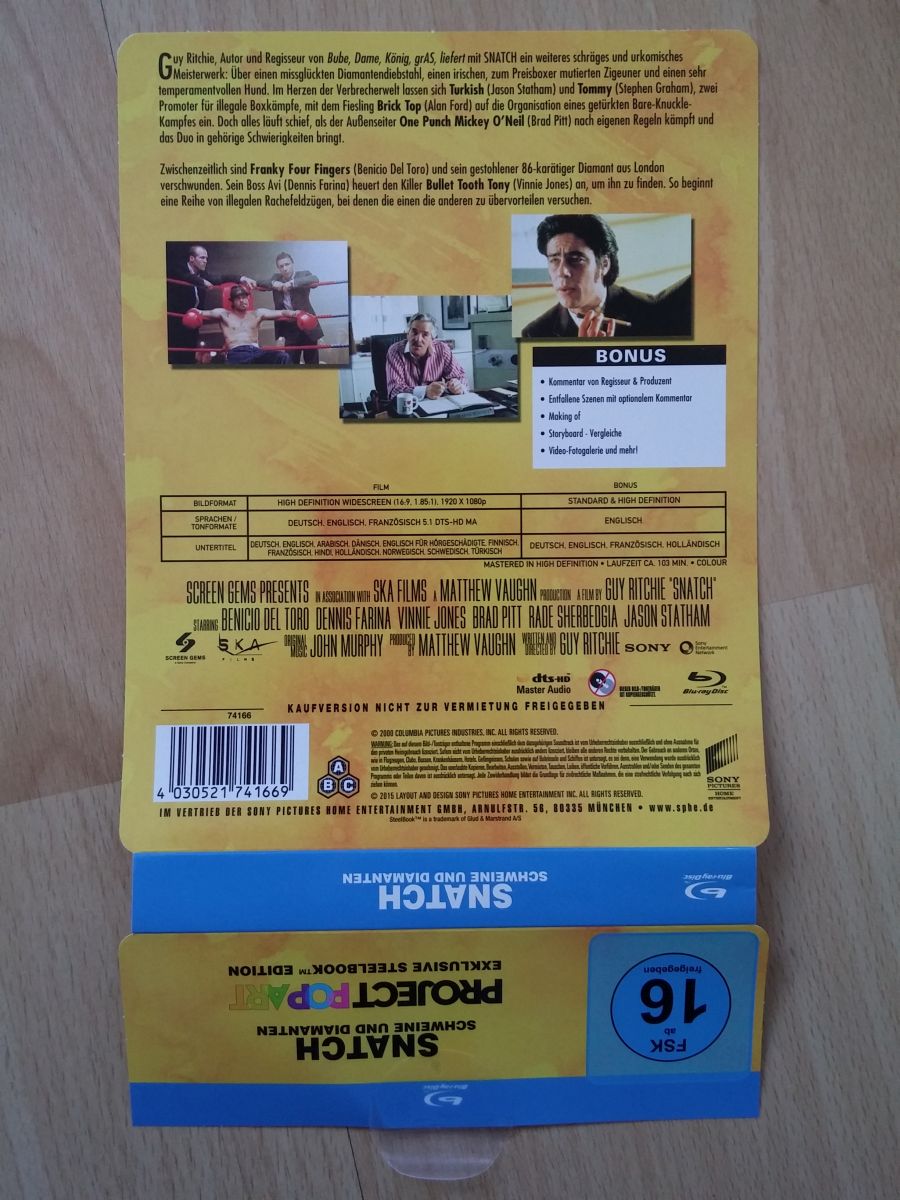 Guy Ritchie, Autor und Regisseur von Bube, Dame, König, grAS, liefert mit SNATCH ein weiteres schräges und urkomisches
Meisterwerk: Über einen missglückten Diamantendiebstahl, einen irischen, zum Preisboxer mutierten Zigeuner und einen sehr
temperamentvollen Hund. Im Herzen der Verbrecherwelt lassen sich Turkish (Jason Statham) und Tommy (Stephen Graham), zwei
Promoter für illegale Boxkämpfe, mit dem Fiesling Brick Top (Alan Ford) auf die Organisation eines getürkten Bare-Knuckle-
Kampfes ein. Doch alles läuft schief, als der Außenseiter One Punch Mickey O'Neil (Brad Pitt) nach eigenen Regeln kämpft und
das Duo in gehörige Schwierigkeiten bringt.
Zwischenzeitlich sind Franky Four Fingers (Benicio Del Toro) und sein gestohlener 86-karätiger Diamant aus London
verschwunden. Sein Boss Avi (Dennis Farina) heuert den Killer Bullet Tooth Tony (Vinnie Jones) an, um ihn zu finden. So beginnt
eine Reihe von illegalen Rachefeldzügen, bei denen die einen die anderen zu übervorteilen versuchen.
BONUS
• Kommentar von Regisseur & Produzent
• Entfallene Szenen mit optionalem Kommentar
• Making of
• Storyboard - Vergleiche
• Video-Fotogalerie und mehr!
FILM BONUS
BILDFORMAT HIGH DEFINITION WIDESCREEN (16:9, 1.85:1), 1920 X 1080p STANDARD & HIGH DEFINITION
SPRACHEN / TONFORMATE DEUTSCH, ENGLISCH, FRANZÖSISCH 5.1 DTS-HD MA ENGLISCH
UNTERTITEL DEUTSCH, ENGLISCH, ARABISCH, DÄNISCH, ENGLISCH FÜR HÖRGESCHÄDIGTE, FINNISCH, DEUTSCH, ENGLISCH, FRANZÖSISCH, HOLLÄNDISCH
FRANZÖSISCH, HINDI, HOLLÄNDISCH, NORWEGISCH, SCHWEDISCH, TÜRKISCH
MASTERED IN HIGH DEFINITION • LAUFZEIT CA. 103 MIN. • COLOUR
SCREEN GEMS PRESENTS IN ASSOCIATION WITH SKA FILMS A MATTHEW VAUGHN PRODUCTION A FILM BY GUY RITCHIE "SNATCH"
STARRING BENICIO DEL TORO DENNIS FARINA VINNIE JONES BRAD PITT RADE SHERBEDGIA JASON STATHAM
SCREEN GEMS SKA FILMS ORIGINAL MUSIC JOHN MURPHY PRODUCED BY MATTHEW VAUGHN WRITTEN AND DIRECTED BY GUY RITCHIE SONY Sony Entertainment Network
dts-HD Master Audio DIESER BILD-/TONTRÄGER IST KOPIERGESCHÜTZT. Blu-ray Disc
KAUFVERSION NICHT ZUR VERMIETUNG FREIGEGEBEN
74166
4 030521 741669
A B C
© 2000 COLUMBIA PICTURES INDUSTRIES, INC. ALL RIGHTS RESERVED.
© 2015 LAYOUT AND DESIGN SONY PICTURES HOME ENTERTAINMENT INC. ALL RIGHTS RESERVED.
SONY PICTURES HOME ENTERTAINMENT
IM VERTRIEB DER SONY PICTURES HOME ENTERTAINMENT GMBH, ARNULFSTR. 56, 80335 MÜNCHEN • www.sphe.de
SteelBook™ is a trademark of Glud & Marstrand A/S
SNATCH
SCHWEINE UND DIAMANTEN
Blu-ray Disc
Blu-ray Disc
SNATCH
SCHWEINE UND DIAMANTEN
PROJECT POPART
EXKLUSIVE STEELBOOK™ EDITION
FSK
ab
16
freigegeben